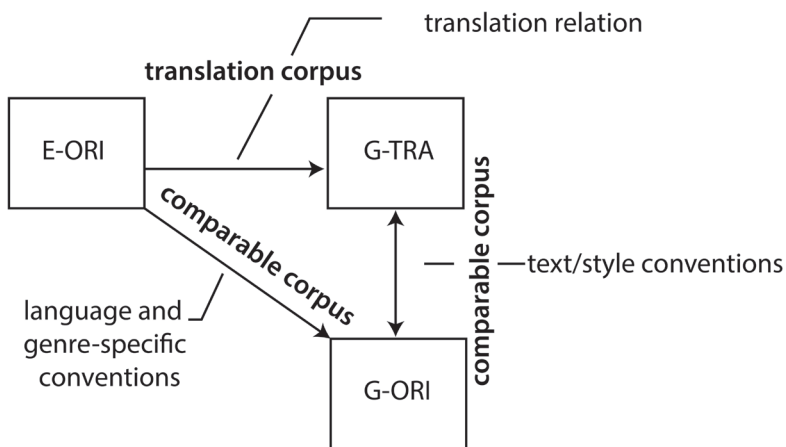 translation relation
translation corpus
E-ORI
G-TRA
comparable corpus
comparable corpus
text/style conventions
language and
genre-specific
conventions
G-ORI